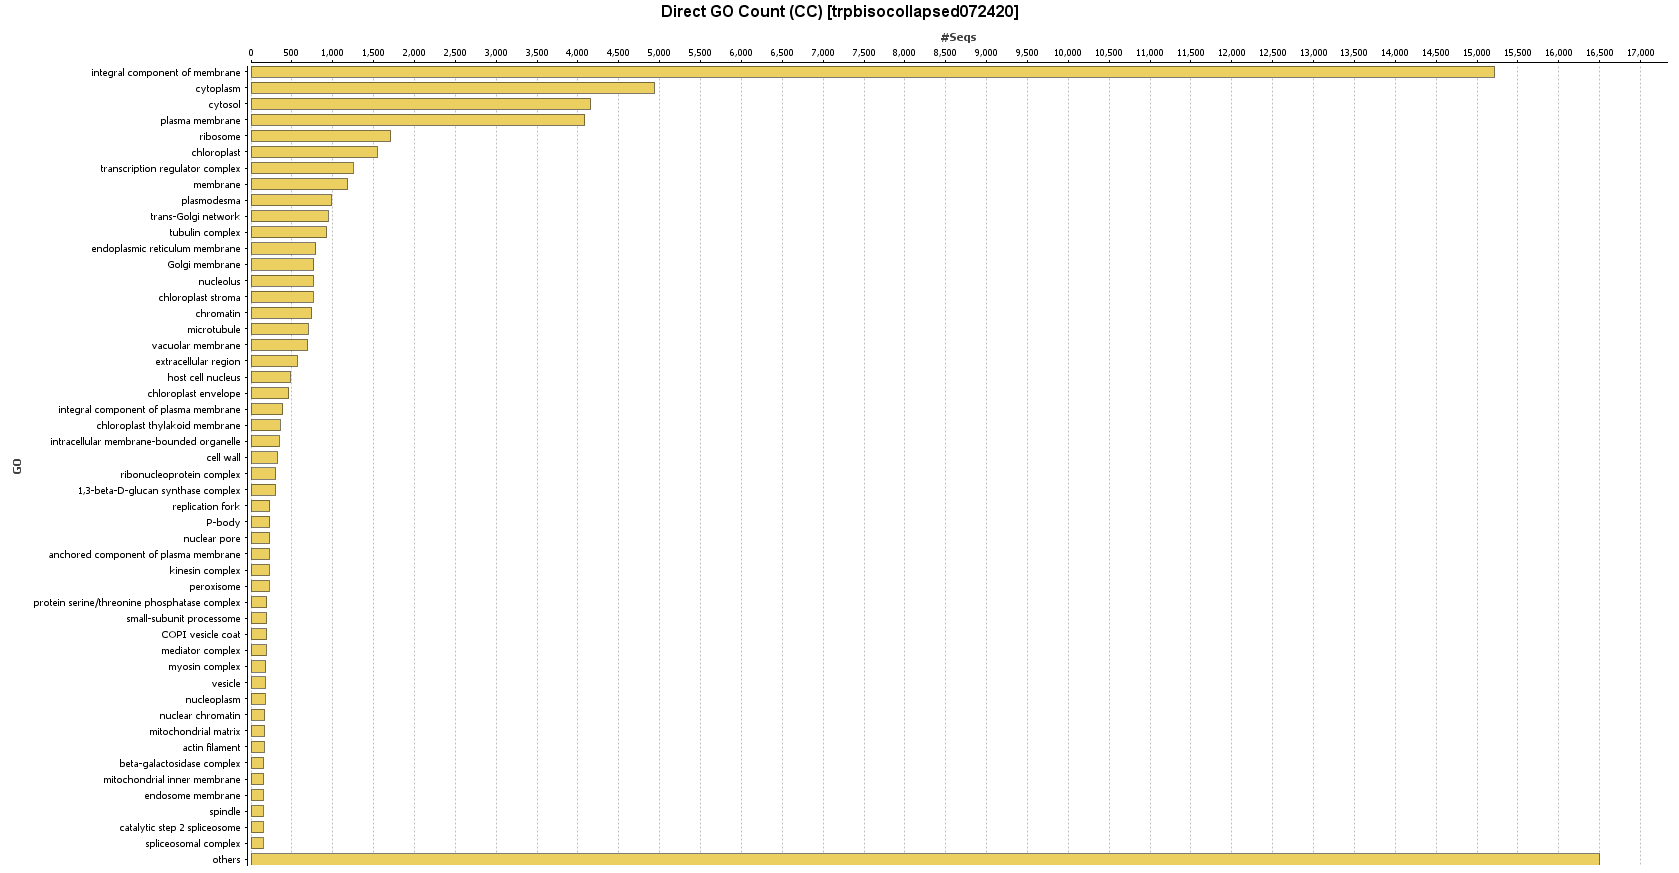 Direct GO Count (CC) [trpbisocollapsed072420]
#Seqs
0 500 1,000 1,500 2,000 2,500 3,000 3,500 4,000 4,500 5,000 5,500 6,000 6,500 7,000 7,500 8,000 8,500 9,000 9,500 10,000 10,500 11,000 11,500 12,000 12,500 13,000 13,500 14,000 14,500 15,000 15,500 16,000 16,500 17,000
integral component of membrane
cytoplasm
cytosol
plasma membrane
ribosome
chloroplast
transcription regulator complex
membrane
plasmodesma
trans-Golgi network
tubulin complex
endoplasmic reticulum membrane
Golgi membrane
nucleolus
chloroplast stroma
chromatin
microtubule
vacuolar membrane
extracellular region
host cell nucleus
chloroplast envelope
integral component of plasma membrane
chloroplast thylakoid membrane
intracellular membrane-bounded organelle
cell wall
GO
ribonucleoprotein complex
1,3-beta-D-glucan synthase complex
replication fork
P-body
nuclear pore
anchored component of plasma membrane
kinesin complex
peroxisome
protein serine/threonine phosphatase complex
small-subunit processome
COPI vesicle coat
mediator complex
myosin complex
vesicle
nucleoplasm
nuclear chromatin
mitochondrial matrix
actin filament
beta-galactosidase complex
mitochondrial inner membrane
endosome membrane
spindle
catalytic step 2 spliceosome
spliceosomal complex
others